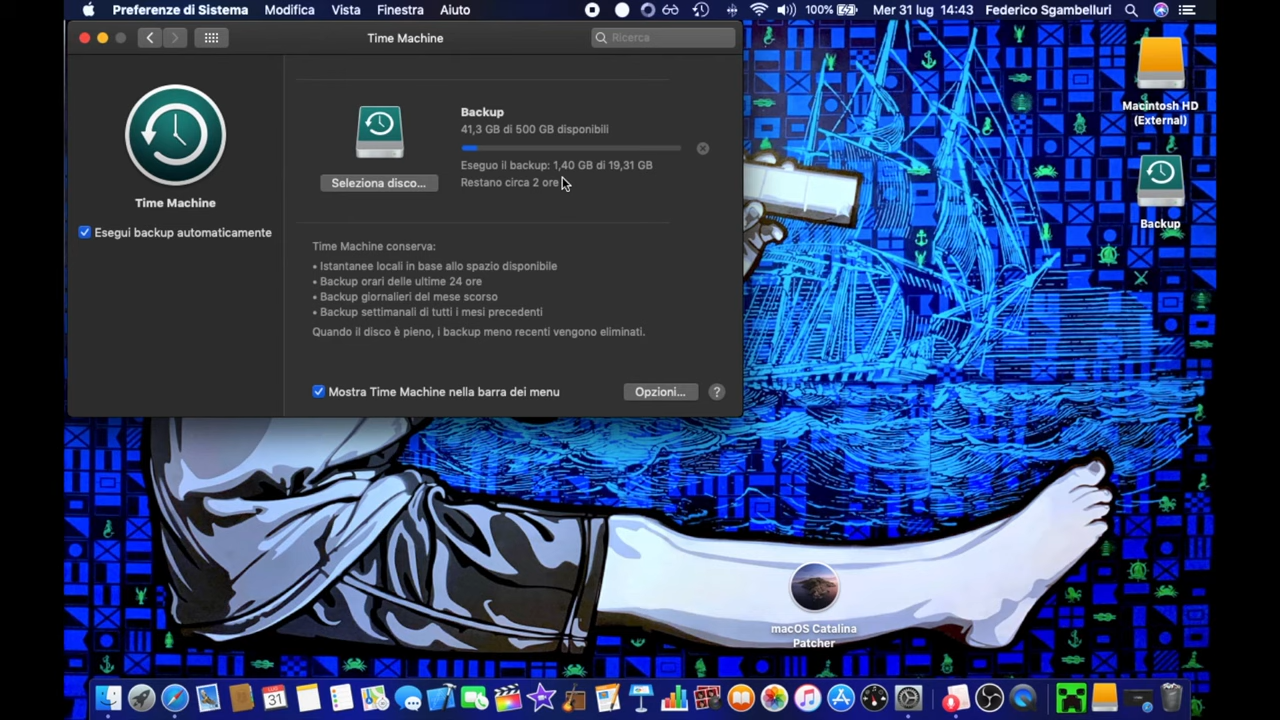 Preferenze di Sistema Modifica Vista Finestra Aiuto 100% Mer 31 lug 14:43 Federico Sgambelluri
Time Machine
Ricerca
Macintosh HD
(External)
Backup
41,3 GB di 500 GB disponibili
Eseguo il backup: 1,40 GB di 19,31 GB
Restano circa 2 ore
Seleziona disco...
Time Machine
Esegui backup automaticamente
Backup
Time Machine conserva:
• Istantanee locali in base allo spazio disponibile
• Backup orari delle ultime 24 ore
• Backup giornalieri del mese scorso
• Backup settimanali di tutti i mesi precedenti
Quando il disco è pieno, i backup meno recenti vengono eliminati.
Mostra Time Machine nella barra dei menu
Opzioni...
?
macOS Catalina
Patcher
31